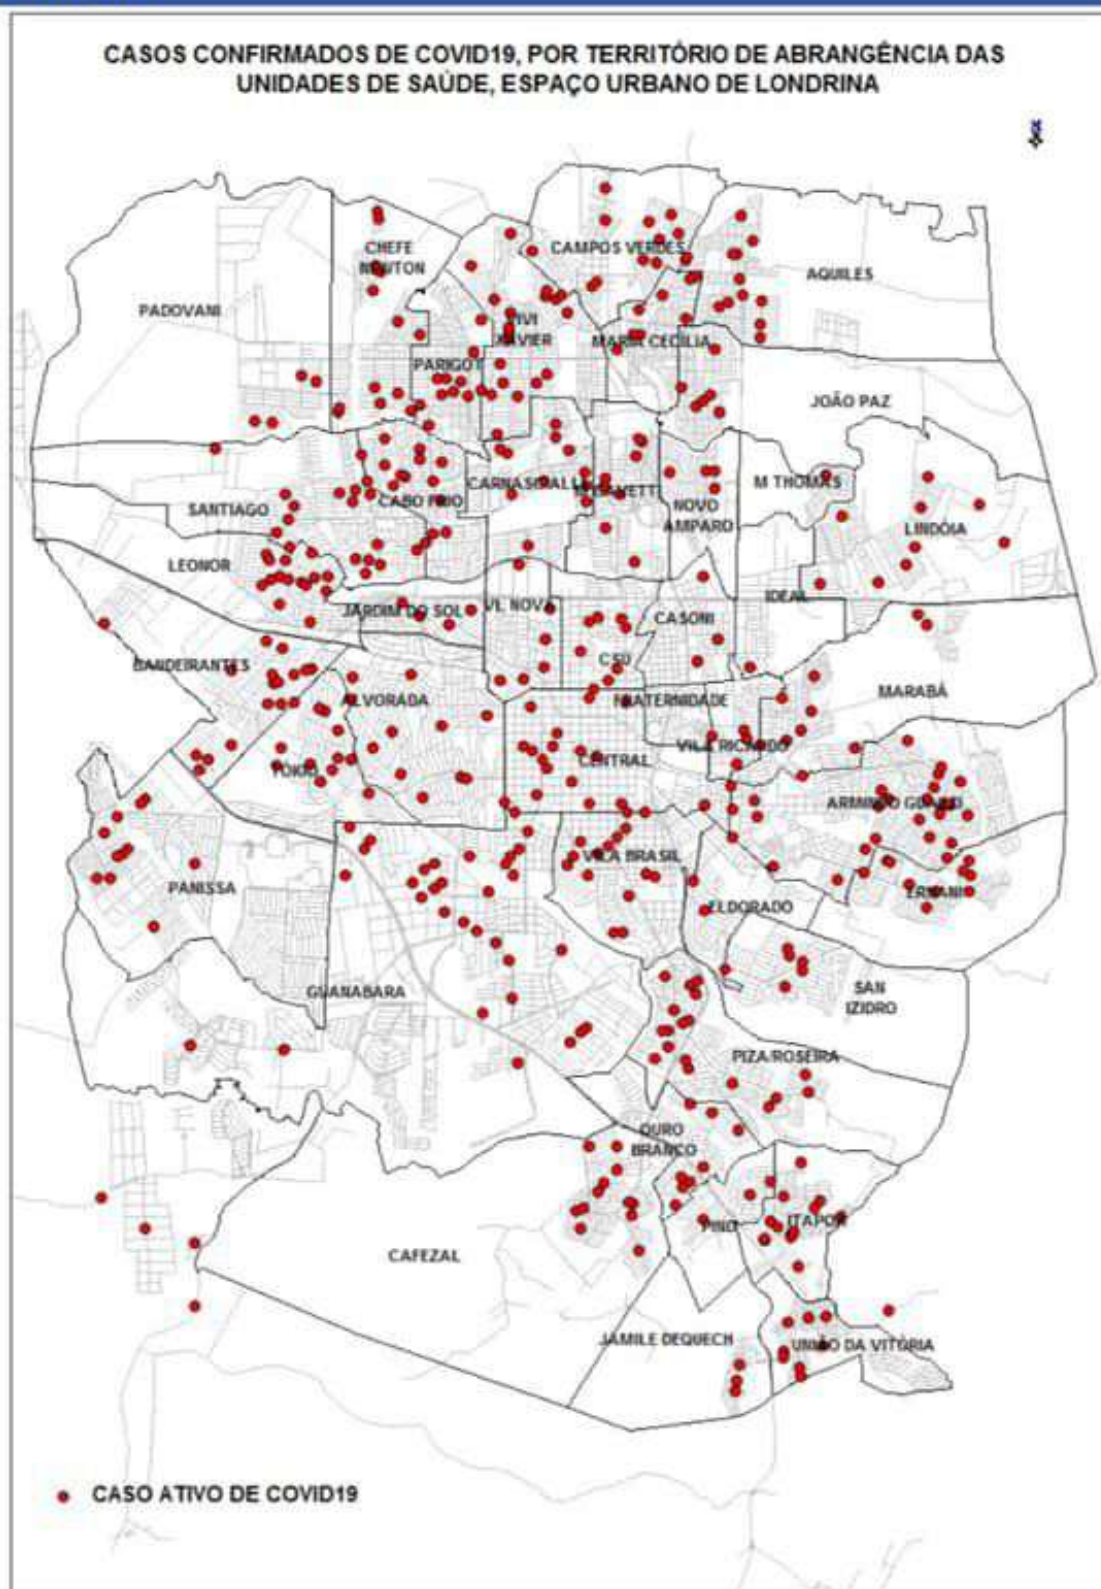 CASOS CONFIRMADOS DE COVID19, POR TERRITÓRIO DE ABRANGÊNCIA DAS
UNIDADES DE SAÚDE, ESPAÇO URBANO DE LONDRINA
CHEFE
NEWTON
CAMPOS VERDES
AQUILES
PADOVANI
VIVI
XAVIER
MARIA CECÍLIA
PARIGOT
JOÃO PAZ
CARNASCIALLI
M THOMAS
SANTIAGO
CABO FRIO
NOVO
AMPARO
LINDÓIA
LEONOR
IDEAL
JARDIM DO SOL
VL NOVA
CASONI
CSU
BANDEIRANTES
ALVORADA
FRATERNIDADE
MARABÁ
VILA RICARDO
TOKIO
CENTRAL
ARMINDO GUAZZI
VILA BRASIL
PANISSA
ERNANI
ELDORADO
GUANABARA
SAN
IZIDRO
PIZA/ROSEIRA
OURO
BRANCO
PIND
ITAPOÃ
CAFEZAL
JAMILE DEQUECH
UNIÃO DA VITÓRIA
CASO ATIVO DE COVID19